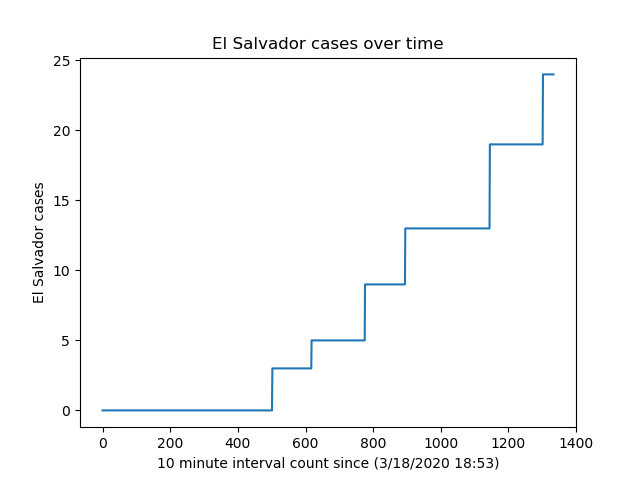 El Salvador cases over time
25
20
15
10
5
0
El Salvador cases
0 200 400 600 800 1000 1200 1400
10 minute interval count since (3/18/2020 18:53)